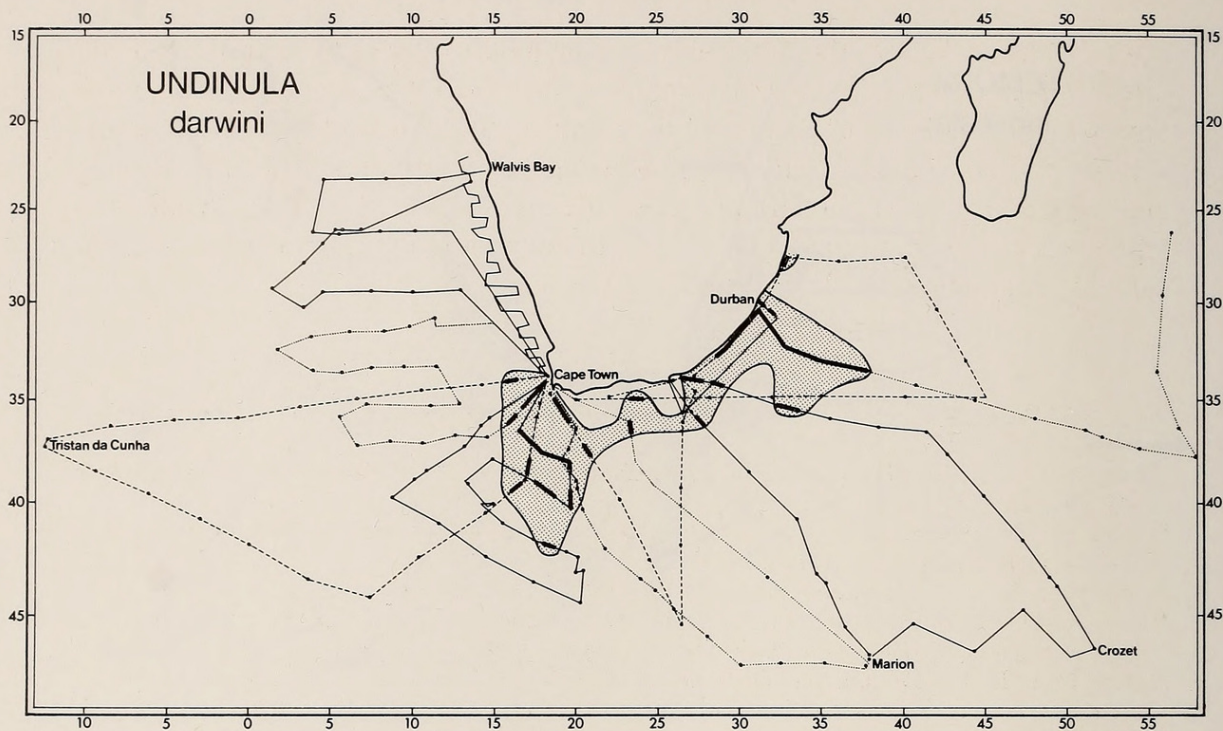 10 5 0 5 10 15 20 25 30 35 40 45 50 55
15 15
UNDINULA
darwini
20 20
Walvis Bay
25 25
30 Durban 30
Cape Town
35 35
Tristan da Cunha
40 40
45 45
Marion
Crozet
10 5 0 5 10 15 20 25 30 35 40 45 50 55